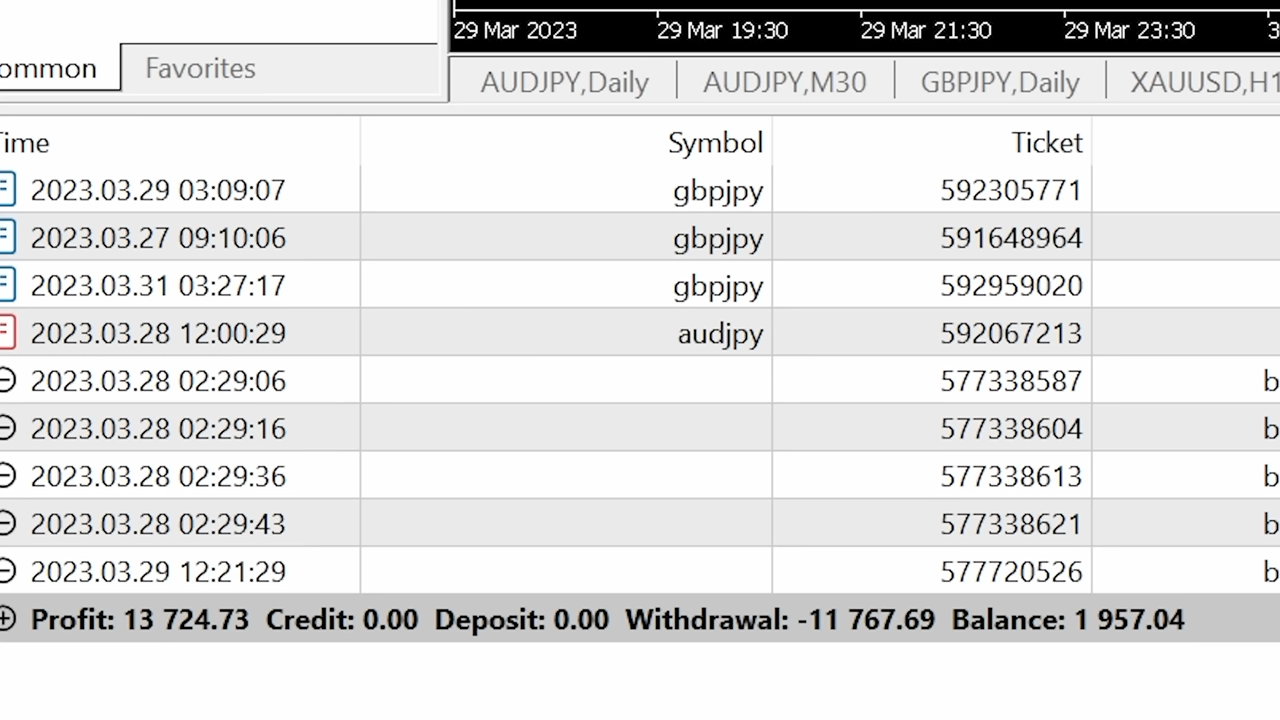 29 Mar 2023 29 Mar 19:30 29 Mar 21:30 29 Mar 23:30 3
ommon Favorites
AUDJPY,Daily AUDJPY,M30 GBPJPY,Daily XAUUSD,H1
Time Symbol Ticket
2023.03.29 03:09:07 gbpjpy 592305771
2023.03.27 09:10:06 gbpjpy 591648964
2023.03.31 03:27:17 gbpjpy 592959020
2023.03.28 12:00:29 audjpy 592067213
2023.03.28 02:29:06 577338587 b
2023.03.28 02:29:16 577338604 b
2023.03.28 02:29:36 577338613 b
2023.03.28 02:29:43 577338621 b
2023.03.29 12:21:29 577720526 b
Profit: 13 724.73 Credit: 0.00 Deposit: 0.00 Withdrawal: -11 767.69 Balance: 1 957.04